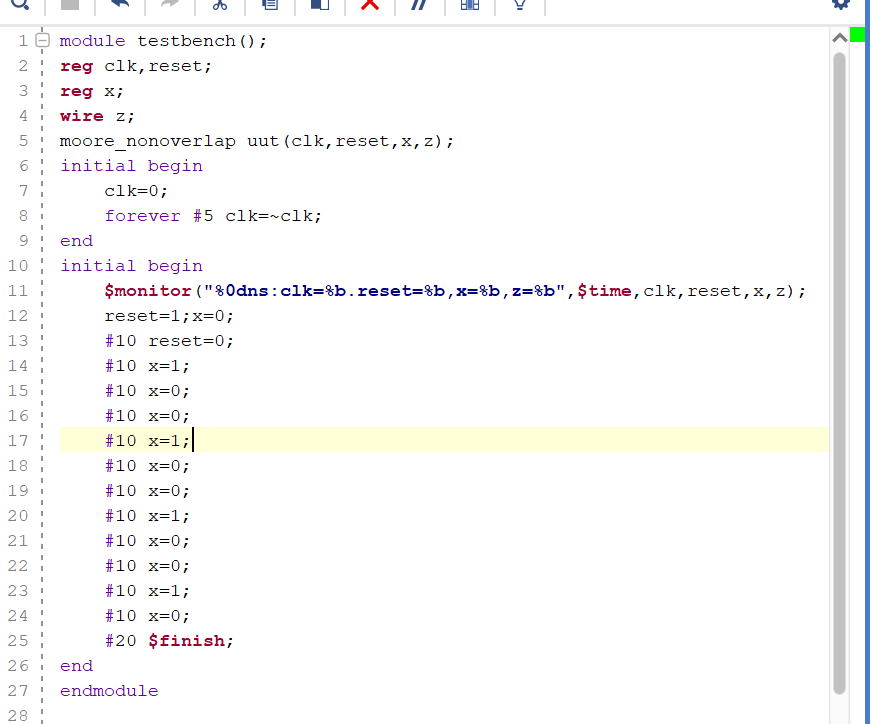 1 module testbench();
2 reg clk,reset;
3 reg x;
4 wire z;
5 moore_nonoverlap uut(clk,reset,x,z);
6 initial begin
7 clk=0;
8 forever #5 clk=~clk;
9 end
10 initial begin
11 $monitor("%0dns:clk=%b.reset=%b,x=%b,z=%b",$time,clk,reset,x,z);
12 reset=1;x=0;
13 #10 reset=0;
14 #10 x=1;
15 #10 x=0;
16 #10 x=0;
17 #10 x=1;
18 #10 x=0;
19 #10 x=0;
20 #10 x=1;
21 #10 x=0;
22 #10 x=0;
23 #10 x=1;
24 #10 x=0;
25 #20 $finish;
26 end
27 endmodule
28